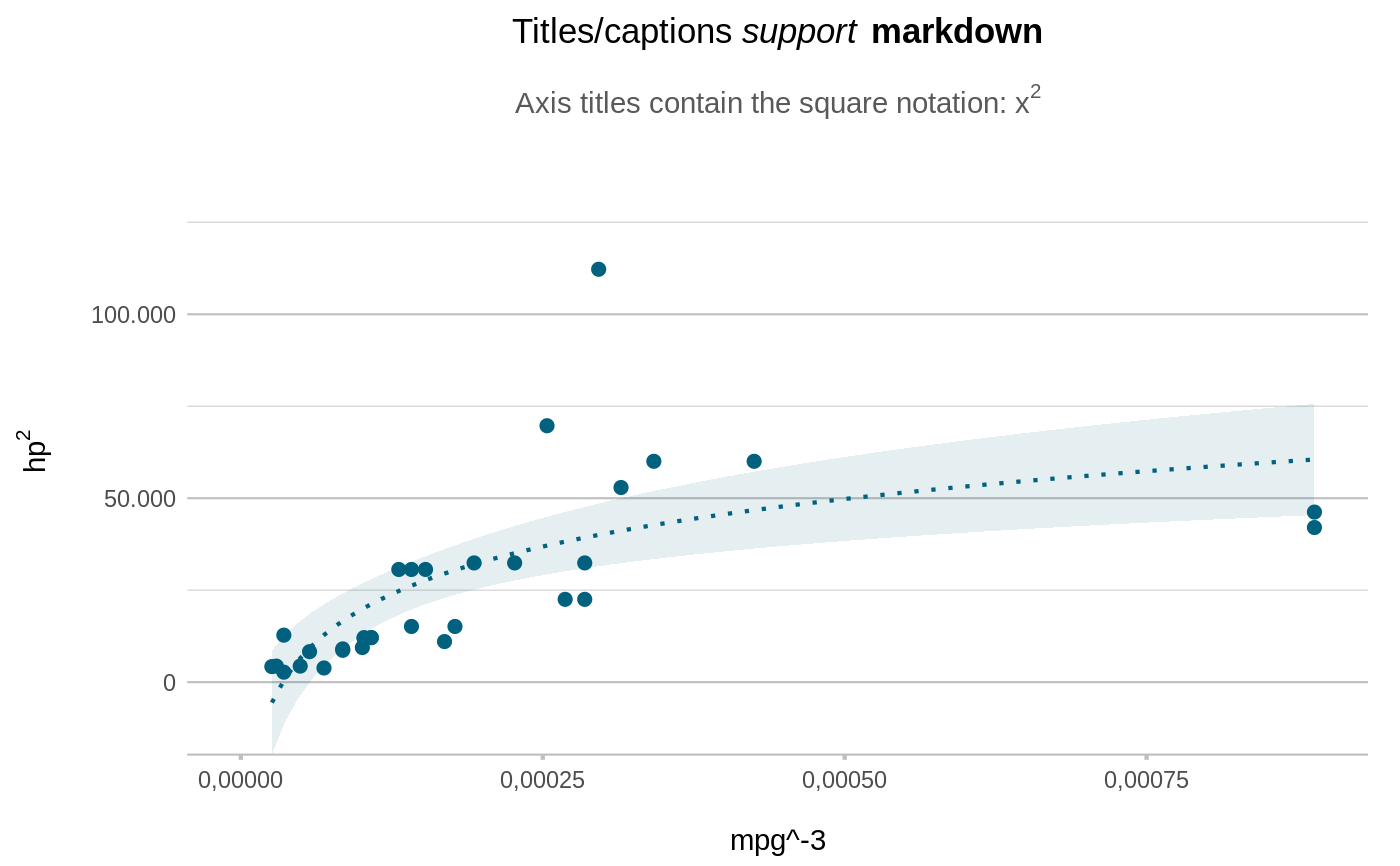 Titles/captions support markdown
Axis titles contain the square notation: x²
100.000
50.000
0
hp²
0,00000
0,00025
0,00050
0,00075
mpg^-3